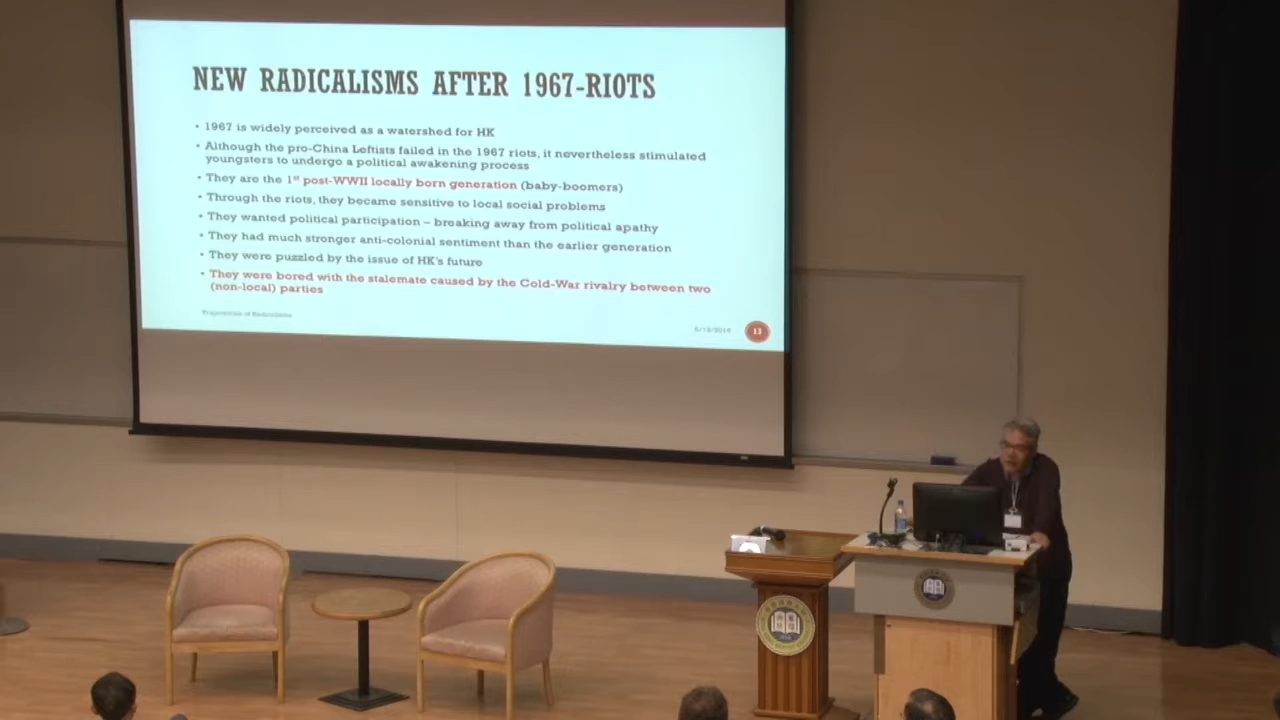 NEW RADICALISMS AFTER 1967-RIOTS
• 1967 is widely perceived as a watershed for HK
• Although the pro-China Leftists failed in the 1967 riots, it nevertheless stimulated
youngsters to undergo a political awakening process
• They are the 1st post-WWII locally born generation (baby-boomers)
• Through the riots, they became sensitive to local social problems
• They wanted political participation – breaking away from political apathy
• They had much stronger anti-colonial sentiment than the earlier generation
• They were puzzled by the issue of HK's future
• They were bored with the stalemate caused by the Cold-War rivalry between two
(non-local) parties
of Radicalisms
13